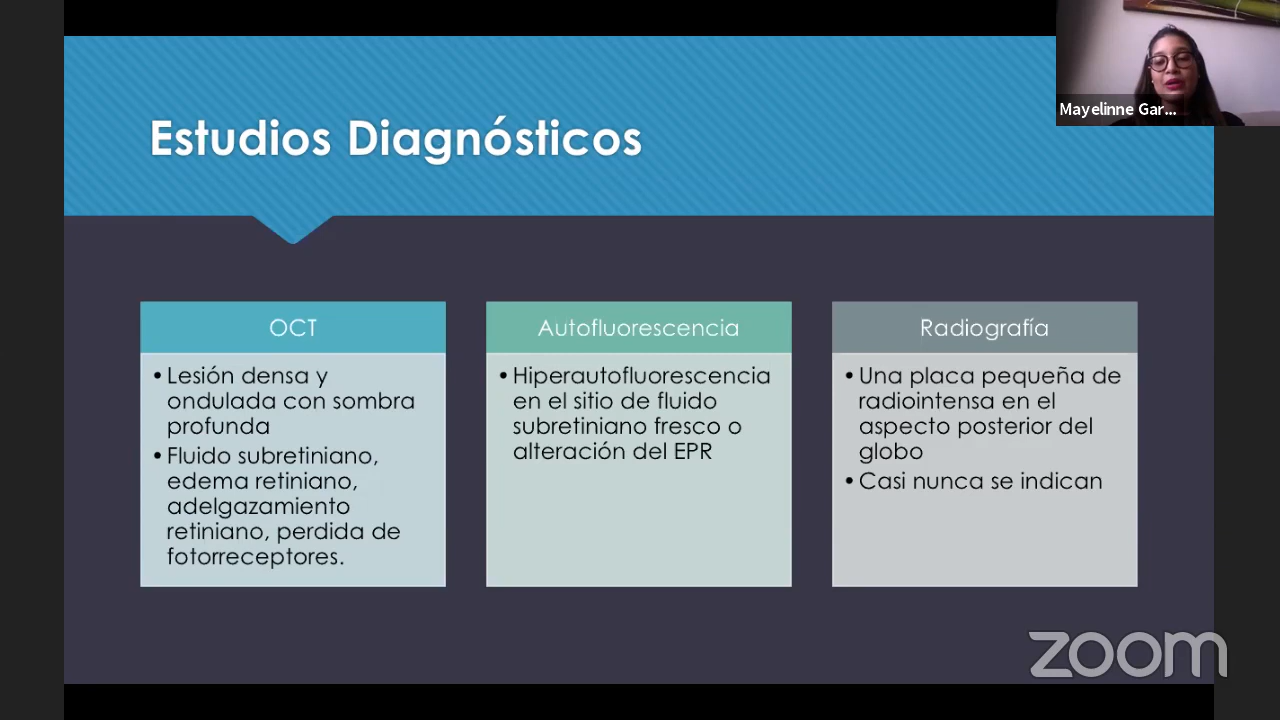 Mayelinne Gar...
Estudios Diagnósticos
OCT
•Lesión densa y
ondulada con sombra
profunda
•Fluido subretiniano,
edema retiniano,
adelgazamiento
retiniano, perdida de
fotorreceptores.
Autofluorescencia
•Hiperautofluorescencia
en el sitio de fluido
subretiniano fresco o
alteración del EPR
Radiografía
•Una placa pequeña de
radiointensa en el
aspecto posterior del
globo
•Casi nunca se indican
zoom